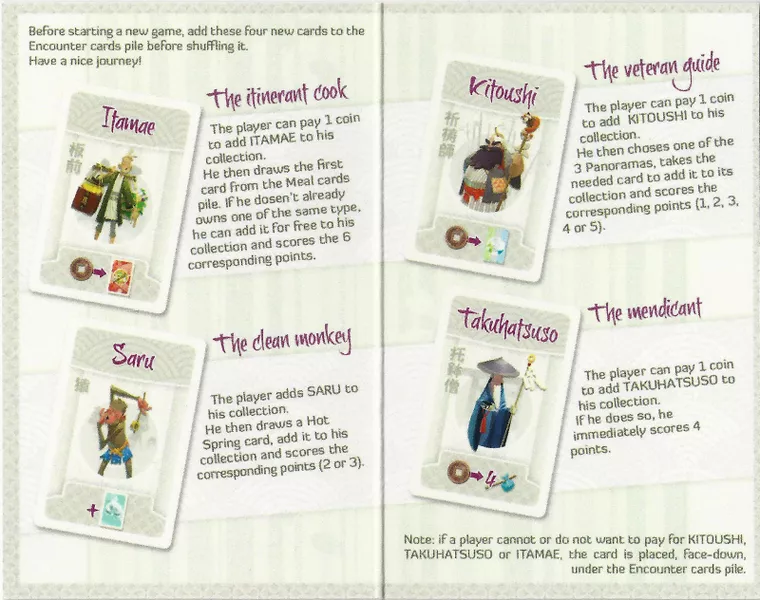 Before starting a new game, add these four new cards to the
Encounter cards pile before shuffling it.
Have a nice journey!
Itamae
板前
The itinerant cook
The player can pay 1 coin
to add ITAMAE to his
collection.
He then draws the first
card from the Meal cards
pile. If he dosen't already
owns one of the same type,
he can add it for free to his
collection and scores the 6
corresponding points.
Saru
猿
The clean monkey
The player adds SARU to
his collection.
He then draws a Hot
Spring card, add it to his
collection and scores the
corresponding points (2 or 3).
+
Kitoushi
祈祷師
The veteran guide
The player can pay 1 coin
to add KITOUSHI to his
collection.
He then choses one of the
3 Panoramas, takes the
needed card to add it to its
collection and scores the
corresponding points (1, 2, 3,
4 or 5).
Takuhatsuso
托鉢僧
The mendicant
The player can pay 1 coin
to add TAKUHATSUSO to
his collection.
If he does so, he
immediately scores 4
points.
4
Note: if a player cannot or do not want to pay for KITOUSHI,
TAKUHATSUSO or ITAMAE, the card is placed, face-down,
under the Encounter cards pile.